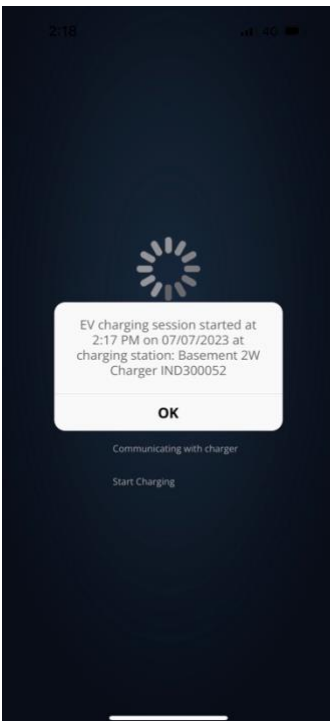 2:18 4G
EV charging session started at
2:17 PM on 07/07/2023 at
charging station: Basement 2W
Charger IND300052
OK
Communicating with charger
Start Charging